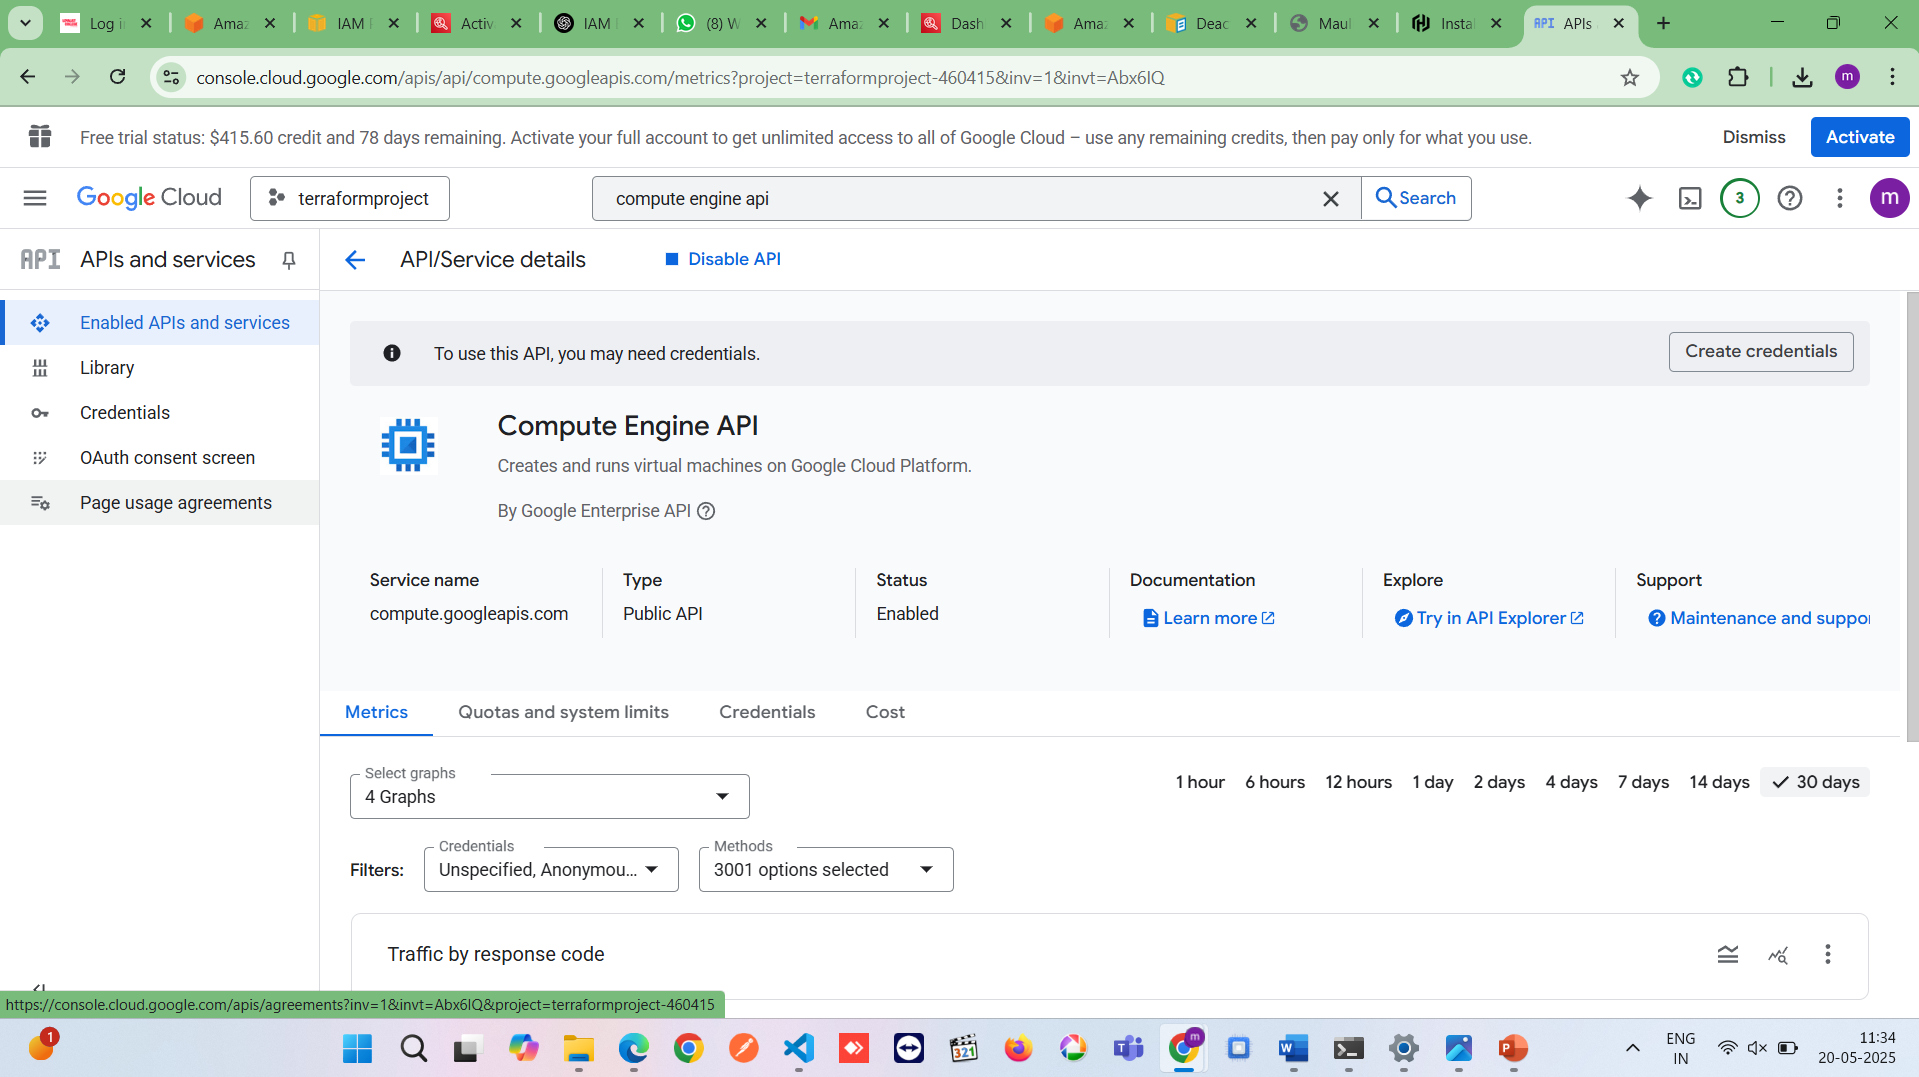 Log i
Amaz
IAM
Activ
IAM
(8) W
Amaz
Dash
Amaz
Deac
Maul
Insta
APIs
console.cloud.google.com/apis/api/compute.googleapis.com/metrics?project=terraformproject-460415&inv=1&invt=Abx6IQ
m
Free trial status: $415.60 credit and 78 days remaining. Activate your full account to get unlimited access to all of Google Cloud – use any remaining credits, then pay only for what you use.
Dismiss
Activate
Google Cloud
terraformproject
compute engine api
Search
3
m
API
APIs and services
API/Service details
Disable API
Enabled APIs and services
Library
Credentials
OAuth consent screen
Page usage agreements
To use this API, you may need credentials.
Create credentials
Compute Engine API
Creates and runs virtual machines on Google Cloud Platform.
By Google Enterprise API
Service name
compute.googleapis.com
Type
Public API
Status
Enabled
Documentation
Learn more
Explore
Try in API Explorer
Support
Maintenance and suppor
Metrics
Quotas and system limits
Credentials
Cost
Select graphs
4 Graphs
1 hour
6 hours
12 hours
1 day
2 days
4 days
7 days
14 days
30 days
Filters:
Credentials
Unspecified, Anonymou...
Methods
3001 options selected
Traffic by response code
https://console.cloud.google.com/apis/agreements?inv=1&invt=Abx6IQ&project=terraformproject-460415
1
321
m
ENG
IN
11:34
20-05-2025